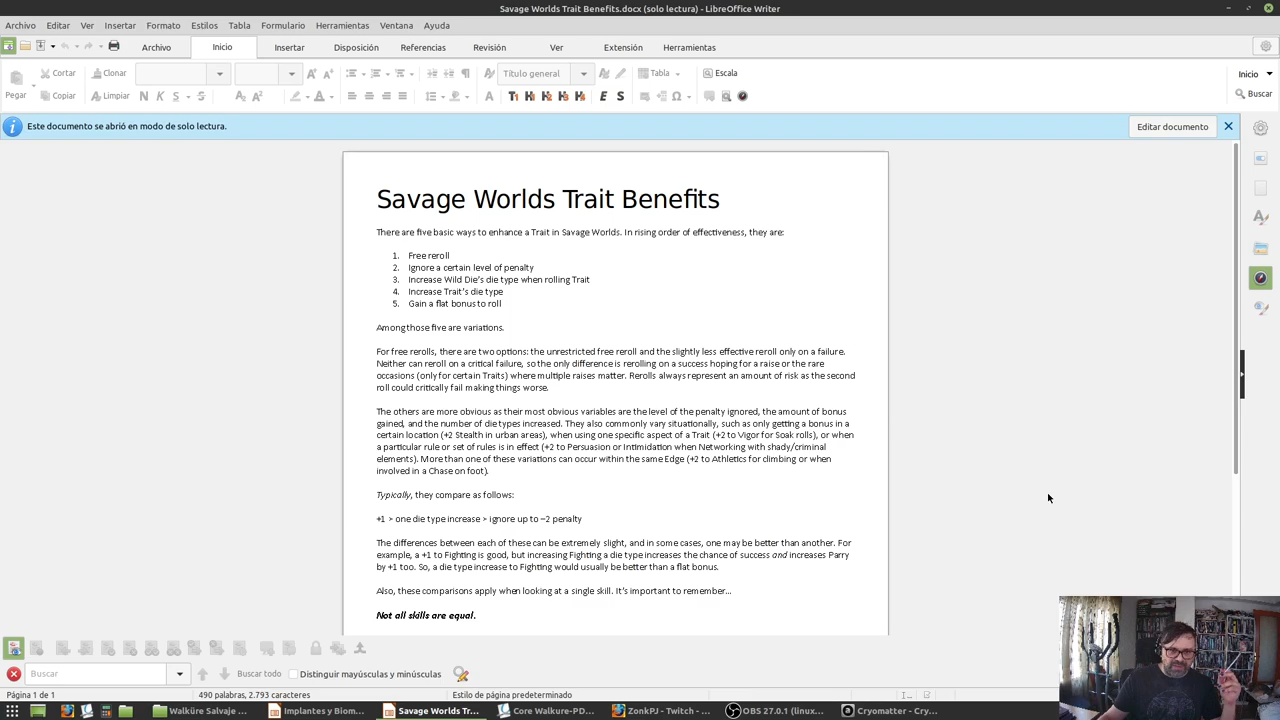 Savage Worlds Trait Benefits.docx (solo lectura) - LibreOffice Writer
Archivo Editar Ver Insertar Formato Estilos Tabla Formulario Herramientas Ventana Ayuda
Archivo Inicio Insertar Disposición Referencias Revisión Ver Extensión Herramientas
Cortar Clonar Título general Tabla Escala Inicio
Pegar Copiar Limpiar Buscar
Este documento se abrió en modo de solo lectura. Editar documento
Savage Worlds Trait Benefits
There are five basic ways to enhance a Trait in Savage Worlds. In rising order of effectiveness, they are:
1. Free reroll
2. Ignore a certain level of penalty
3. Increase Wild Die's die type when rolling Trait
4. Increase Trait's die type
5. Gain a flat bonus to roll
Among those five are variations.
For free rerolls, there are two options: the unrestricted free reroll and the slightly less effective reroll only on a failure.
Neither can reroll on a critical failure, so the only difference is rerolling on a success hoping for a raise or the rare
occasions (only for certain Traits) where multiple raises matter. Rerolls always represent an amount of risk as the second
roll could critically fail making things worse.
The others are more obvious as their most obvious variables are the level of the penalty ignored, the amount of bonus
gained, and the number of die types increased. They also commonly vary situationally, such as only getting a bonus in a
certain location (+2 Stealth in urban areas), when using one specific aspect of a Trait (+2 to Vigor for Soak rolls), or when
a particular rule or set of rules is in effect (+2 to Persuasion or Intimidation when Networking with shady/criminal
elements). More than one of these variations can occur within the same Edge (+2 to Athletics for climbing or when
involved in a Chase on foot).
Typically, they compare as follows:
+1 > one die type increase > ignore up to –2 penalty
The differences between each of these can be extremely slight, and in some cases, one may be better than another. For
example, a +1 to Fighting is good, but increasing Fighting a die type increases the chance of success and increases Parry
by +1 too. So, a die type increase to Fighting would usually be better than a flat bonus.
Also, these comparisons apply when looking at a single skill. It's important to remember…
Not all skills are equal.
Buscar Buscar todo Distinguir mayúsculas y minúsculas
Página 1 de 1 490 palabras, 2.793 caracteres Estilo de página predeterminado
Walküre Salvaje Implantes y Biom... Savage Worlds Tr... Core Walkure-PD... ZonkPJ - Twitch - ... OBS 27.0.1 (linux... Cryomatter - Cry...